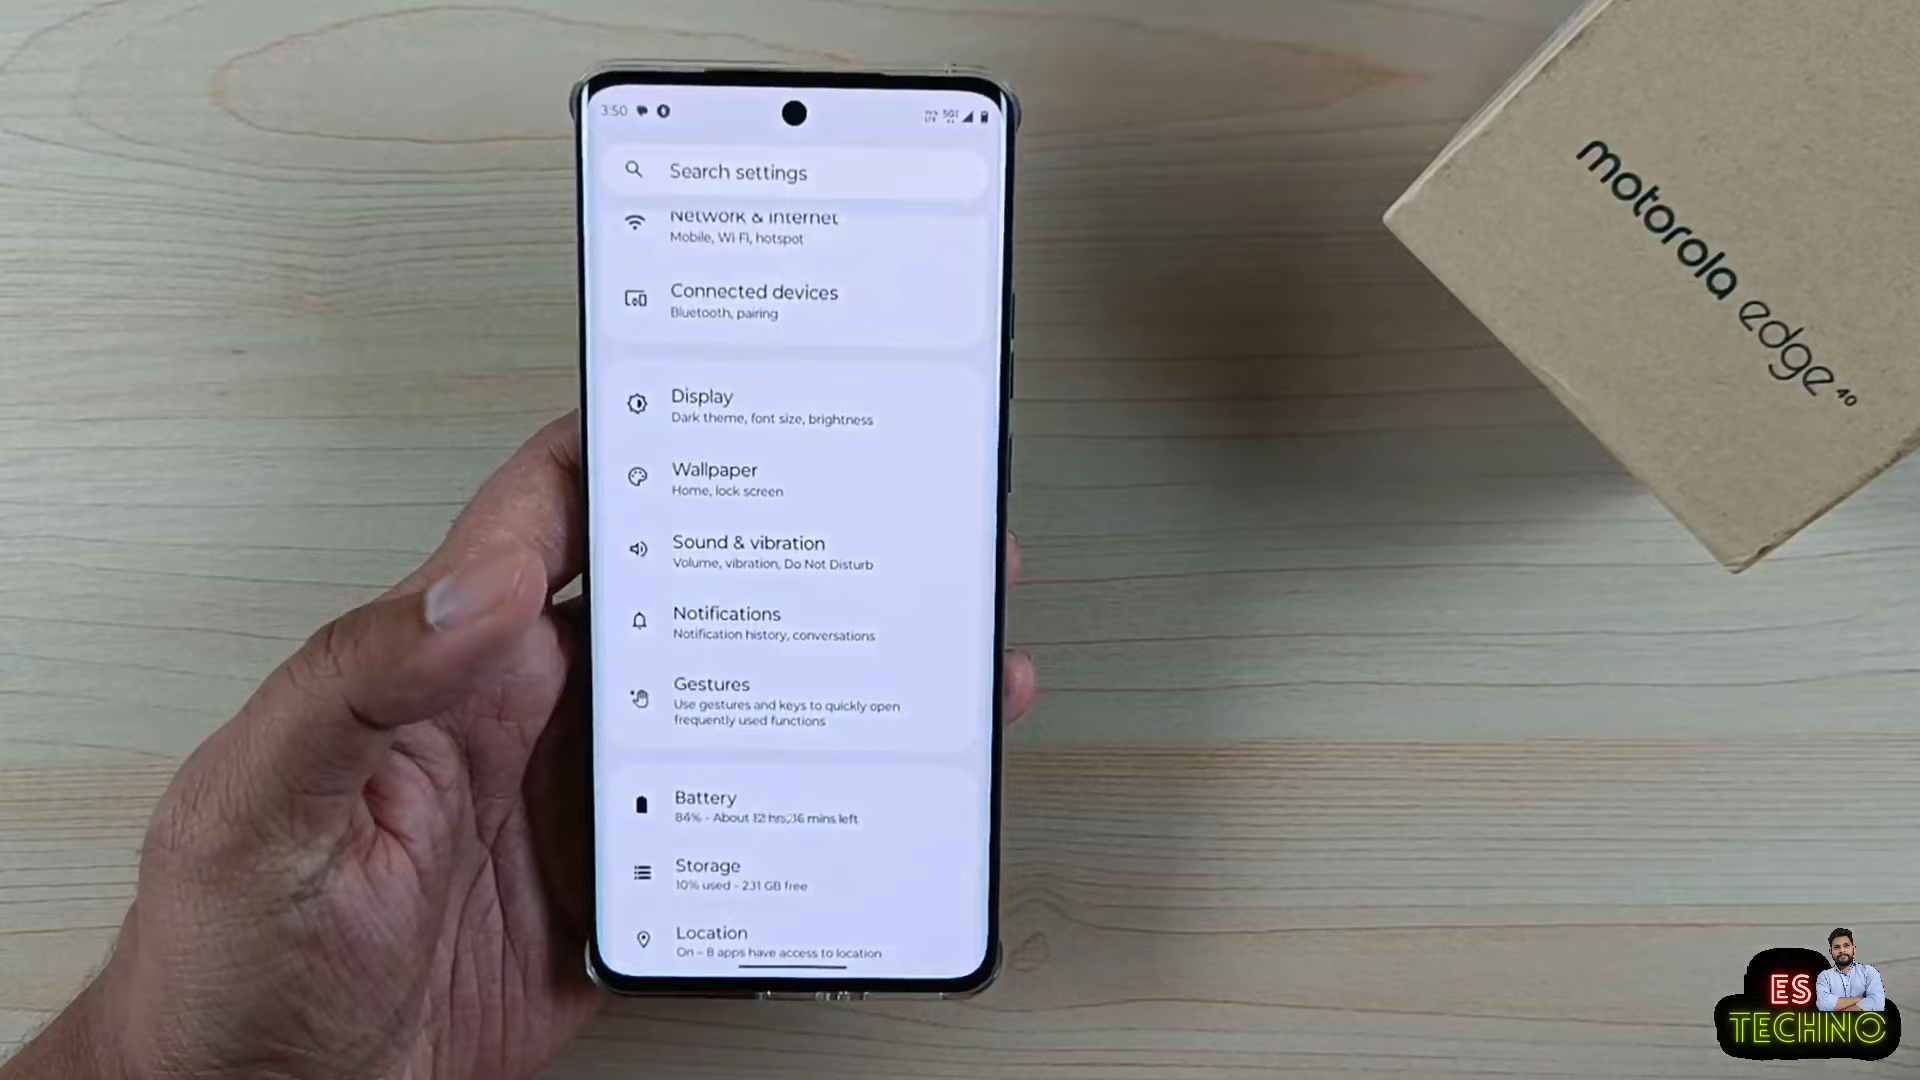 3:50
Search settings
Network & internet
Mobile, Wi Fi, hotspot
Connected devices
Bluetooth, pairing
Display
Dark theme, font size, brightness
Wallpaper
Home, lock screen
Sound & vibration
Volume, vibration, Do Not Disturb
Notifications
Notification history, conversations
Gestures
Use gestures and keys to quickly open
frequently used functions
Battery
84% - About 12 hrs, 16 mins left
Storage
10% used - 231 GB free
Location
On – 8 apps have access to location
motorola edge 40
ES
TECHNO